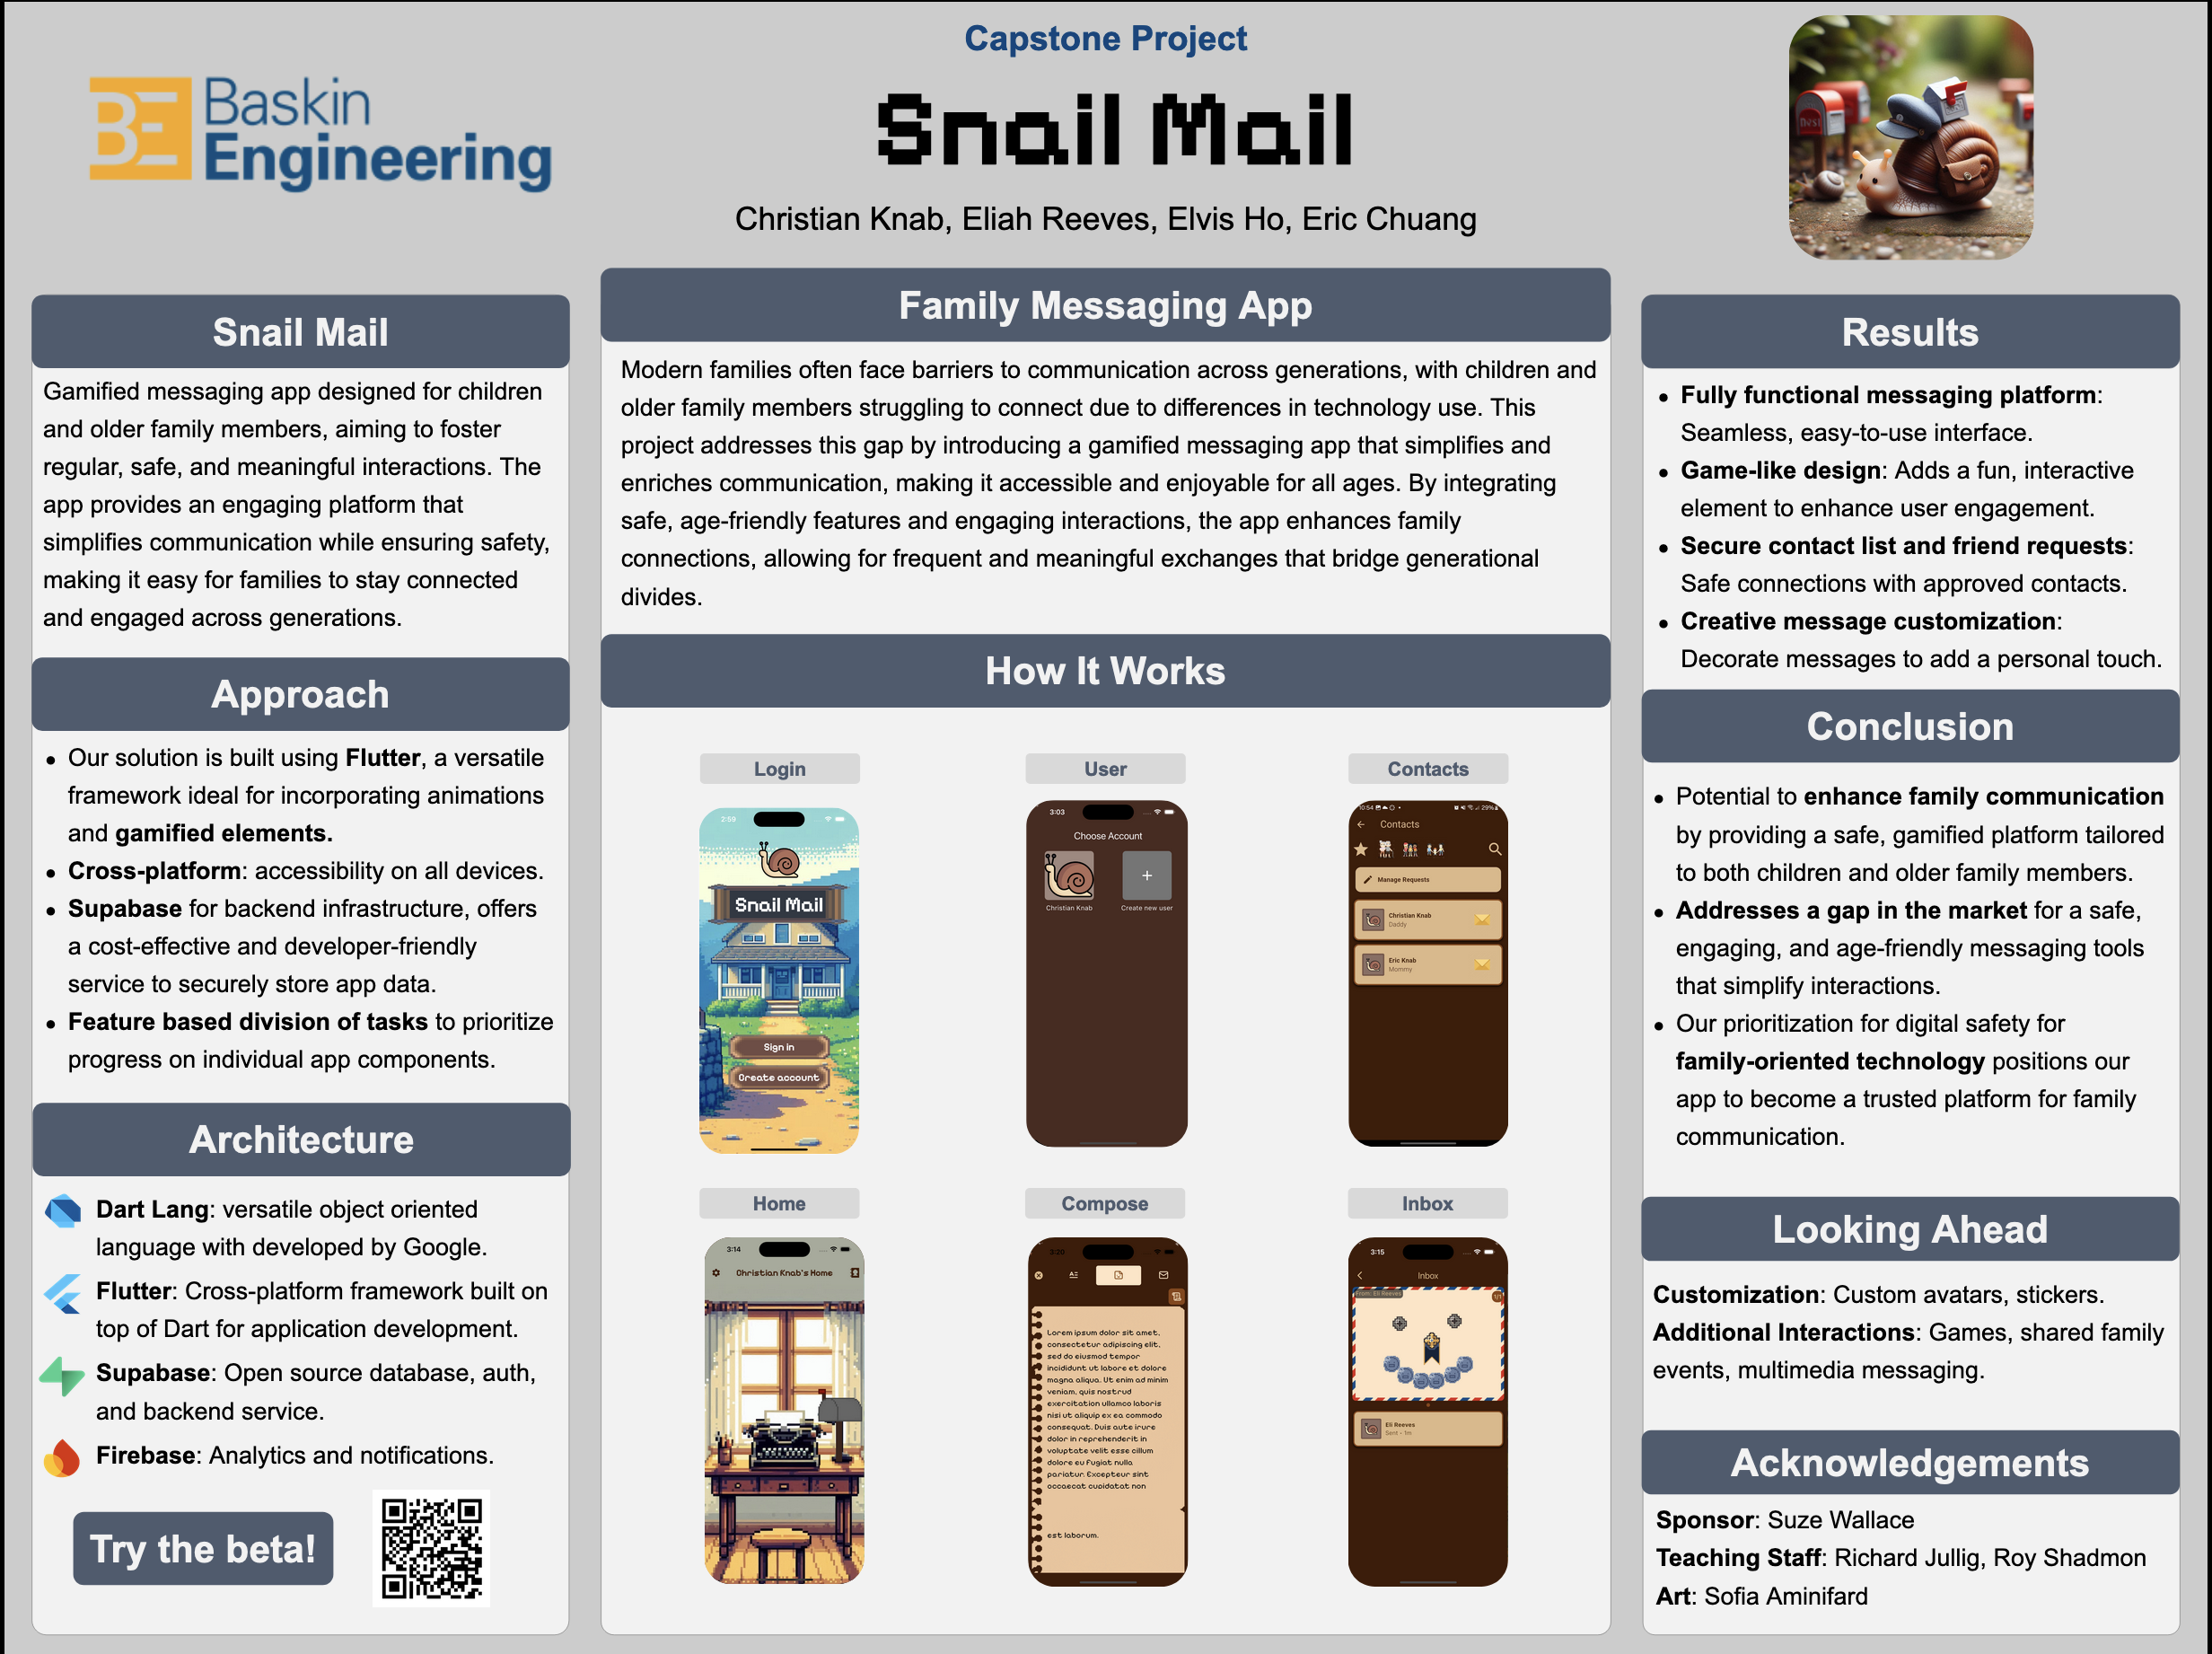 Capstone Project
Baskin
Engineering
BE
Snail Mail
Christian Knab, Eliah Reeves, Elvis Ho, Eric Chuang
Snail Mail
Gamified messaging app designed for children
and older family members, aiming to foster
regular, safe, and meaningful interactions. The
app provides an engaging platform that
simplifies communication while ensuring safety,
making it easy for families to stay connected
and engaged across generations.
Approach
• Our solution is built using Flutter, a versatile
framework ideal for incorporating animations
and gamified elements.
• Cross-platform: accessibility on all devices.
• Supabase for backend infrastructure, offers
a cost-effective and developer-friendly
service to securely store app data.
• Feature based division of tasks to prioritize
progress on individual app components.
Architecture
Dart Lang: versatile object oriented
language with developed by Google.
Flutter: Cross-platform framework built on
top of Dart for application development.
Supabase: Open source database, auth,
and backend service.
Firebase: Analytics and notifications.
Try the beta!
Family Messaging App
Modern families often face barriers to communication across generations, with children and
older family members struggling to connect due to differences in technology use. This
project addresses this gap by introducing a gamified messaging app that simplifies and
enriches communication, making it accessible and enjoyable for all ages. By integrating
safe, age-friendly features and engaging interactions, the app enhances family
connections, allowing for frequent and meaningful exchanges that bridge generational
divides.
How It Works
Login
2:59
Snail Mail
Sign in
Create account
User
3:03
Choose Account
Christian Knab
Create new user
Contacts
10:54
29%
Contacts
Manage Requests
Christian Knab
Daddy
Eric Knab
Mommy
Home
3:14
Christian Knab's Home
Compose
Lorem ipsum dolor sit amet,
consectetur adipiscing elit,
sed do eiusmod tempor
incididunt ut labore et dolore
magna aliqua. Ut enim ad minim
veniam, quis nostrud
exercitation ullamco laboris
nisi ut aliquip ex ea commodo
consequat. Duis aute irure
dolor in reprehenderit in
voluptate velit esse cillum
dolore eu fugiat nulla
pariatur. Excepteur sint
occaecat cupidatat non
est laborum.
Inbox
3:15
Inbox
From: Eli Reeves
Eli Reeves
Sent - 1m
Results
• Fully functional messaging platform:
Seamless, easy-to-use interface.
• Game-like design: Adds a fun, interactive
element to enhance user engagement.
• Secure contact list and friend requests:
Safe connections with approved contacts.
• Creative message customization:
Decorate messages to add a personal touch.
Conclusion
• Potential to enhance family communication
by providing a safe, gamified platform tailored
to both children and older family members.
• Addresses a gap in the market for a safe,
engaging, and age-friendly messaging tools
that simplify interactions.
• Our prioritization for digital safety for
family-oriented technology positions our
app to become a trusted platform for family
communication.
Looking Ahead
Customization: Custom avatars, stickers.
Additional Interactions: Games, shared family
events, multimedia messaging.
Acknowledgements
Sponsor: Suze Wallace
Teaching Staff: Richard Jullig, Roy Shadmon
Art: Sofia Aminifard